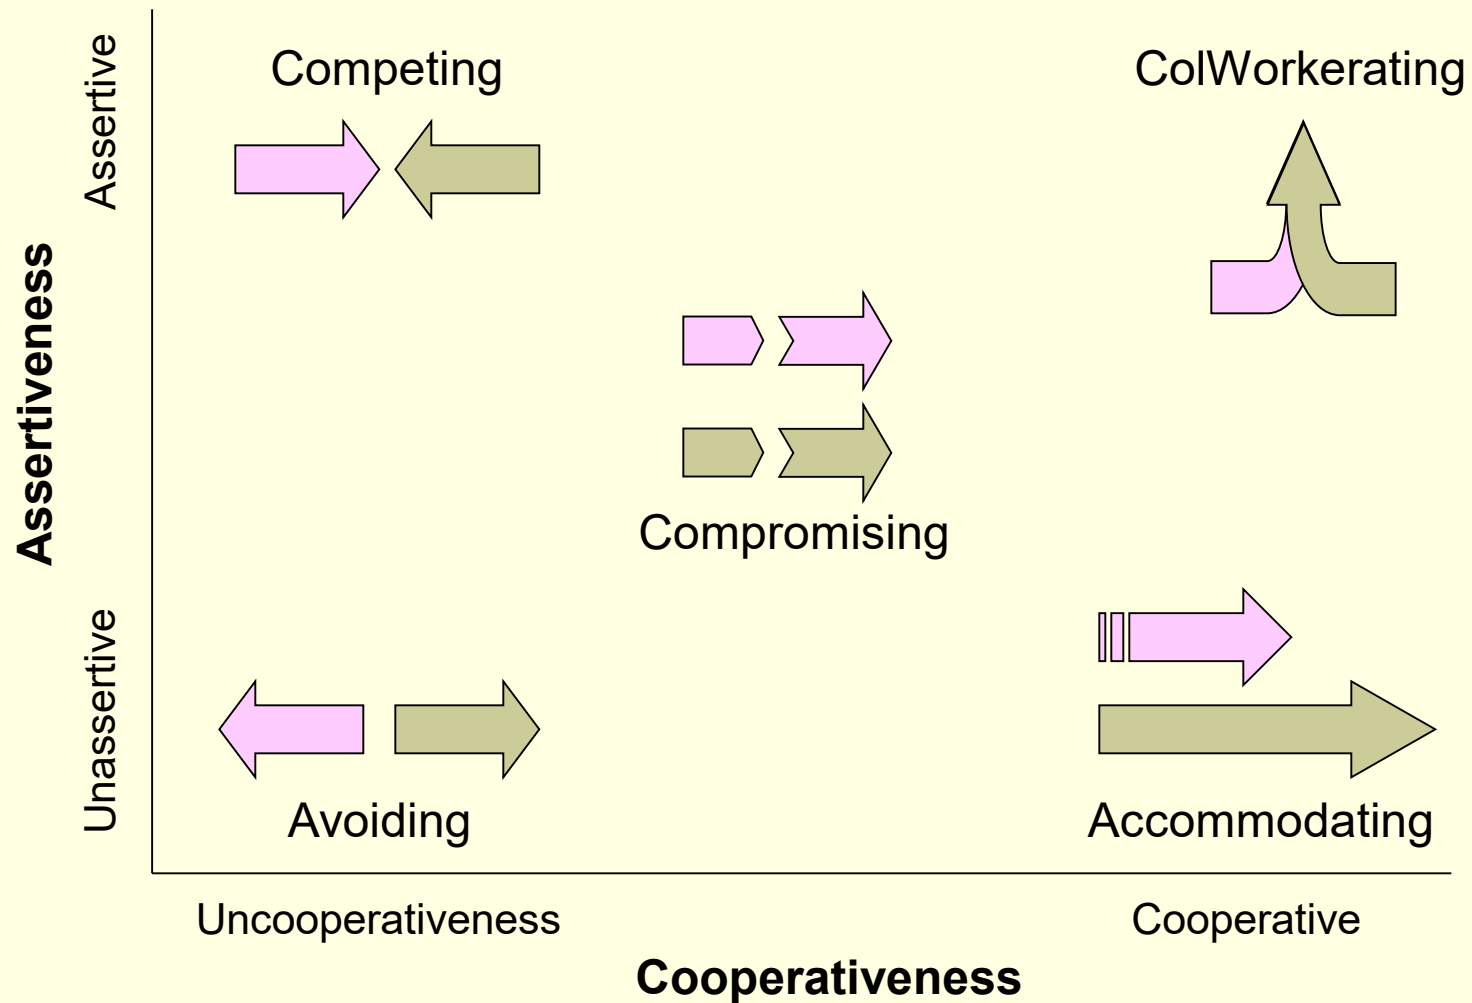 Competing
ColWorkerating
Assertive
Assertiveness
Compromising
Unassertive
Avoiding
Accommodating
Uncooperativeness
Cooperative
Cooperativeness